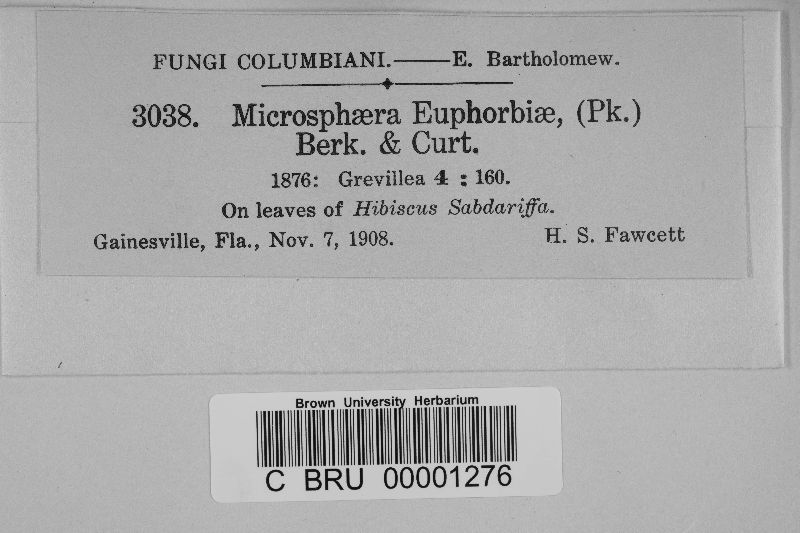 FUNGI COLUMBIANI.——E. Bartholomew.
3038. Microsphæra Euphorbiæ, (Pk.)
Berk. & Curt.
1876: Grevillea 4 : 160.
On leaves of Hibiscus Sabdariffa.
Gainesville, Fla., Nov. 7, 1908. H. S. Fawcett
Brown University Herbarium
C BRU 00001276